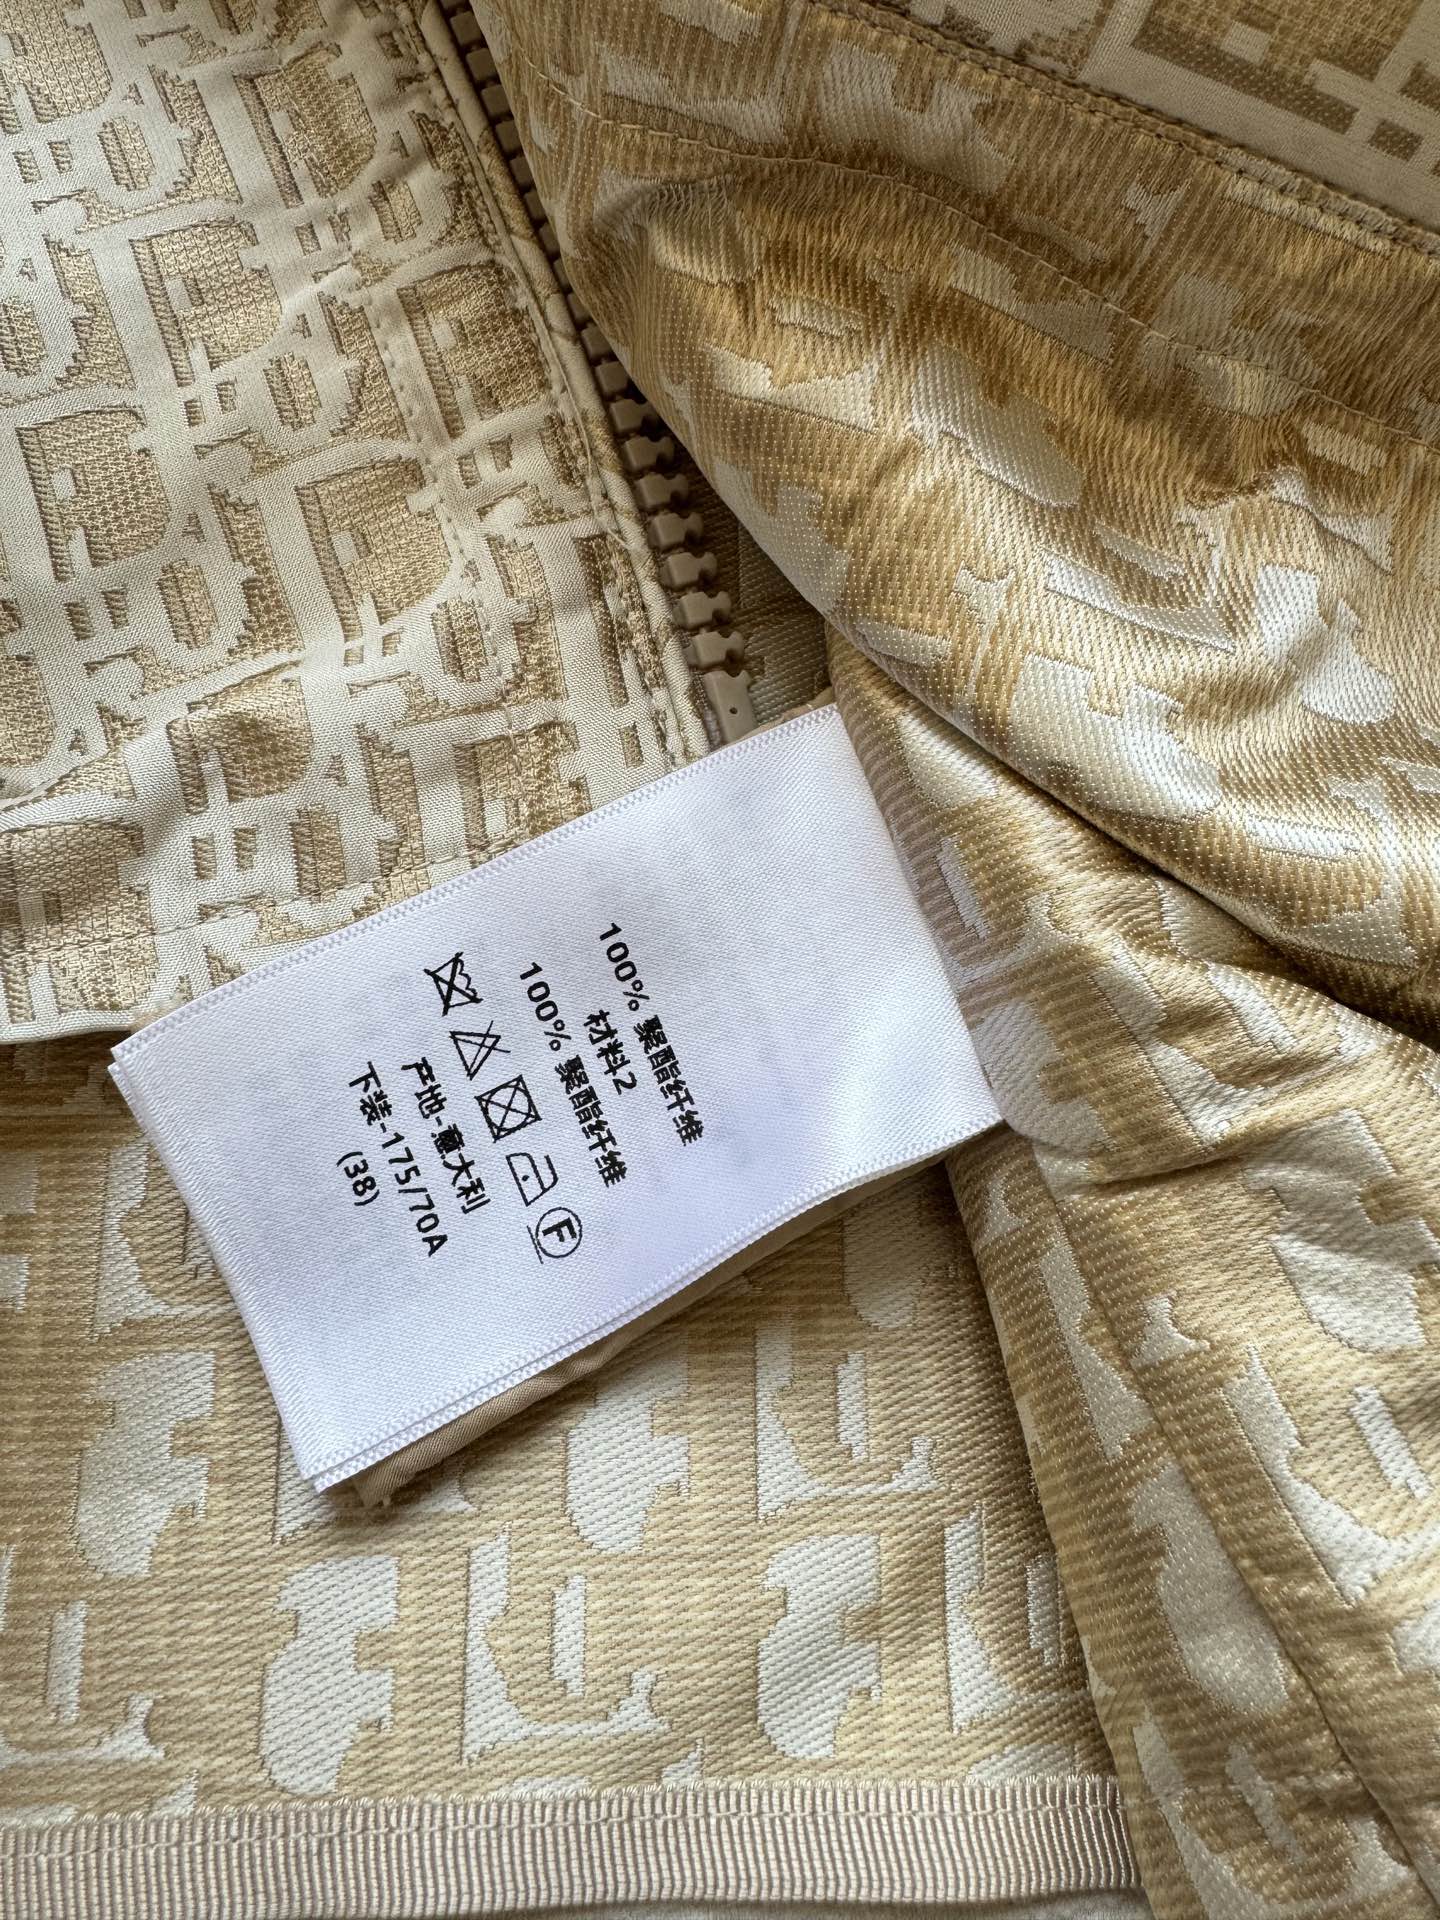 100% 聚酯纤维
材料2
100% 聚酯纤维
F
产地-意大利
下装-175/70A
(38)